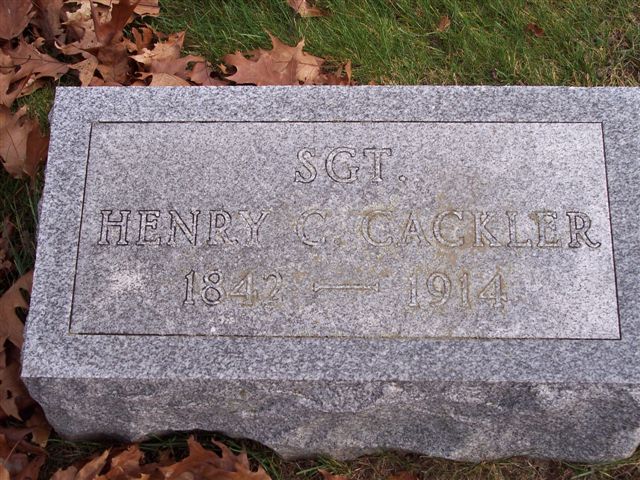 SGT.
HENRY C. CACKLER
1842 — 1914